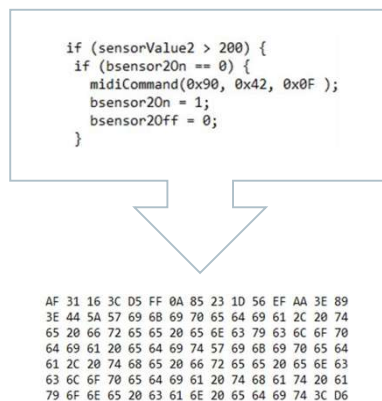 if (sensorValue2 > 200) {
if (bsensor2On == 0) {
midiCommand(0x90, 0x42, 0x0F );
bsensor2On = 1;
bsensor2Off = 0;
}
AF 31 16 3C D5 FF 0A 85 23 1D 56 EF AA 3E 89
3E 44 5A 57 69 6B 69 70 65 64 69 61 2C 20 74
65 20 66 72 65 65 20 65 6E 63 79 63 6C 6F 70
64 69 61 20 65 64 69 74 57 69 6B 69 70 65 64
61 2C 20 74 68 65 20 66 72 65 65 20 65 6E 63
63 6C 6F 70 65 64 69 61 20 74 68 61 74 20 61
79 6F 6E 65 20 63 61 6E 20 65 64 69 74 3C D6